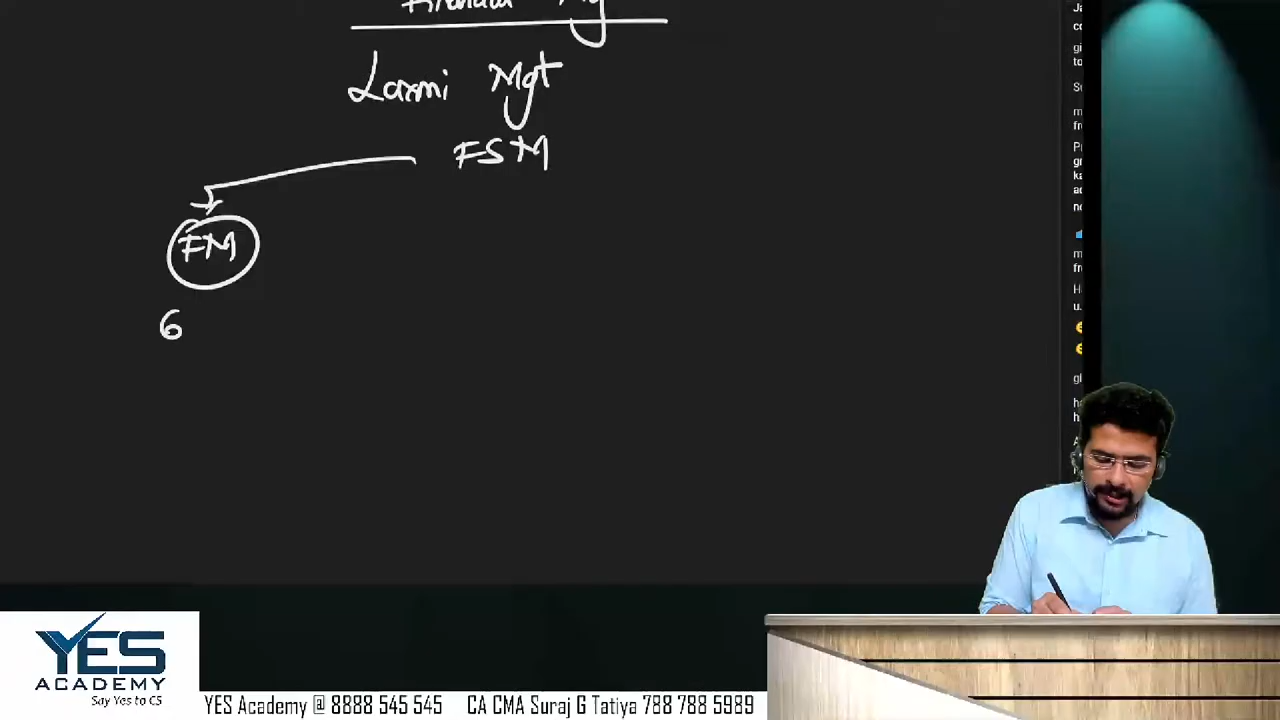 Laxmi Mgt
FSM
FM
6
YES
ACADEMY
Say Yes to CS
YES Academy @ 8888 545 545 CA CMA Suraj G Tatiya 788 788 5989